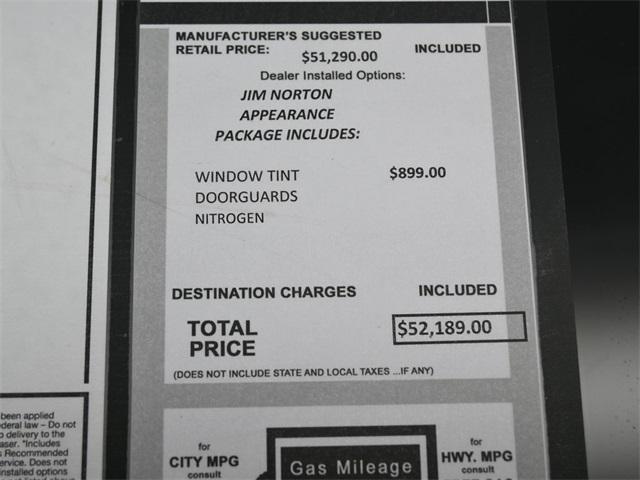 MANUFACTURER'S SUGGESTED
RETAIL PRICE: $51,290.00 INCLUDED
Dealer Installed Options:
JIM NORTON
APPEARANCE
PACKAGE INCLUDES:
WINDOW TINT $899.00
DOORGUARDS
NITROGEN
DESTINATION CHARGES INCLUDED
TOTAL
PRICE $52,189.00
(DOES NOT INCLUDE STATE AND LOCAL TAXES ...IF ANY)
been applied
deral law – Do not
o delivery to the
aser. *Includes
s Recommended
ervice. Does not
installed options
for
CITY MPG
consult
Gas Mileage
for
HWY. MPG
consult